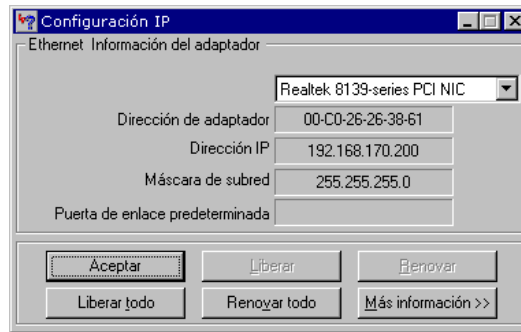 Configuración IP
Ethernet Información del adaptador
Realtek 8139-series PCI NIC
Dirección de adaptador 00-C0-26-26-38-61
Dirección IP 192.168.170.200
Máscara de subred 255.255.255.0
Puerta de enlace predeterminada
Aceptar Liberar Renovar
Liberar todo Renovar todo Más información >>